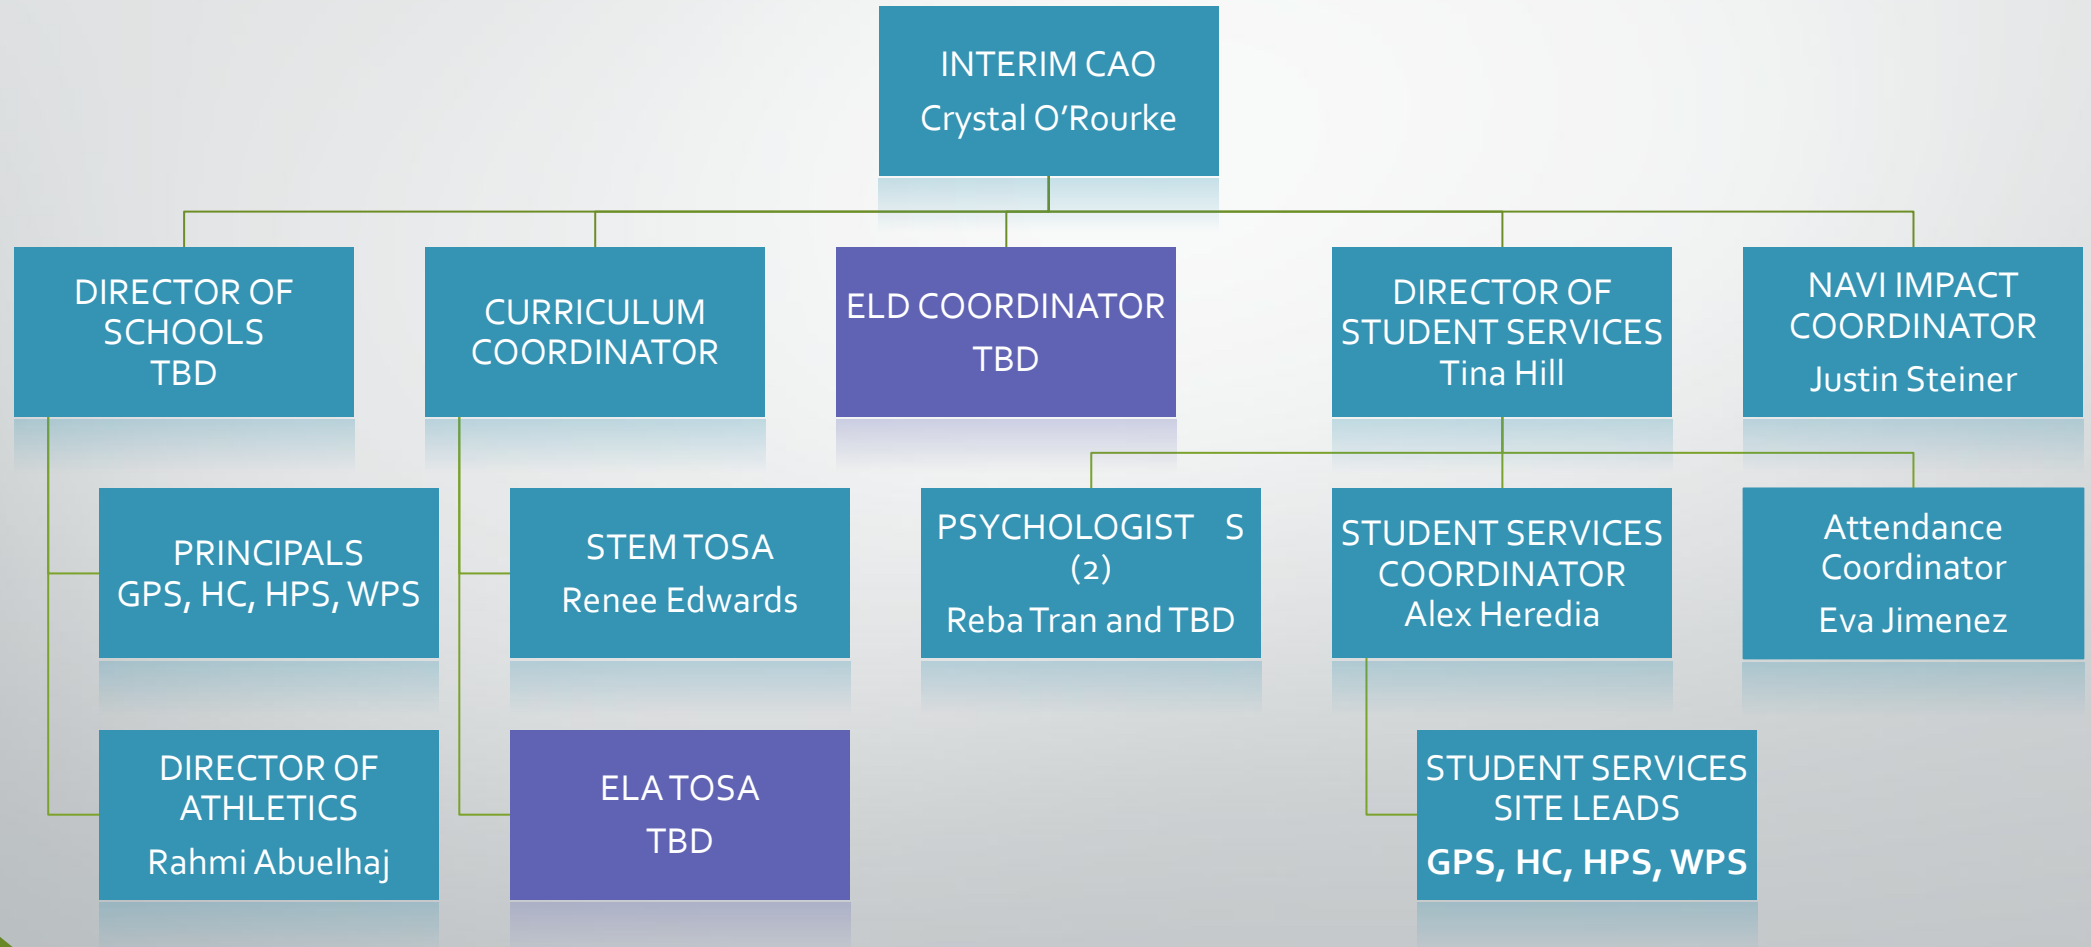 INTERIM CAO
Crystal O’Rourke
DIRECTOR OF
SCHOOLS
TBD
CURRICULUM
COORDINATOR
ELD COORDINATOR
TBD
DIRECTOR OF
STUDENT SERVICES
Tina Hill
NAVI IMPACT
COORDINATOR
Justin Steiner
PRINCIPALS
GPS, HC, HPS, WPS
STEM TOSA
Renee Edwards
PSYCHOLOGIST S
(2)
Reba Tran and TBD
STUDENT SERVICES
COORDINATOR
Alex Heredia
Attendance
Coordinator
Eva Jimenez
DIRECTOR OF
ATHLETICS
Rahmi Abuelhaj
ELA TOSA
TBD
STUDENT SERVICES
SITE LEADS
GPS, HC, HPS, WPS